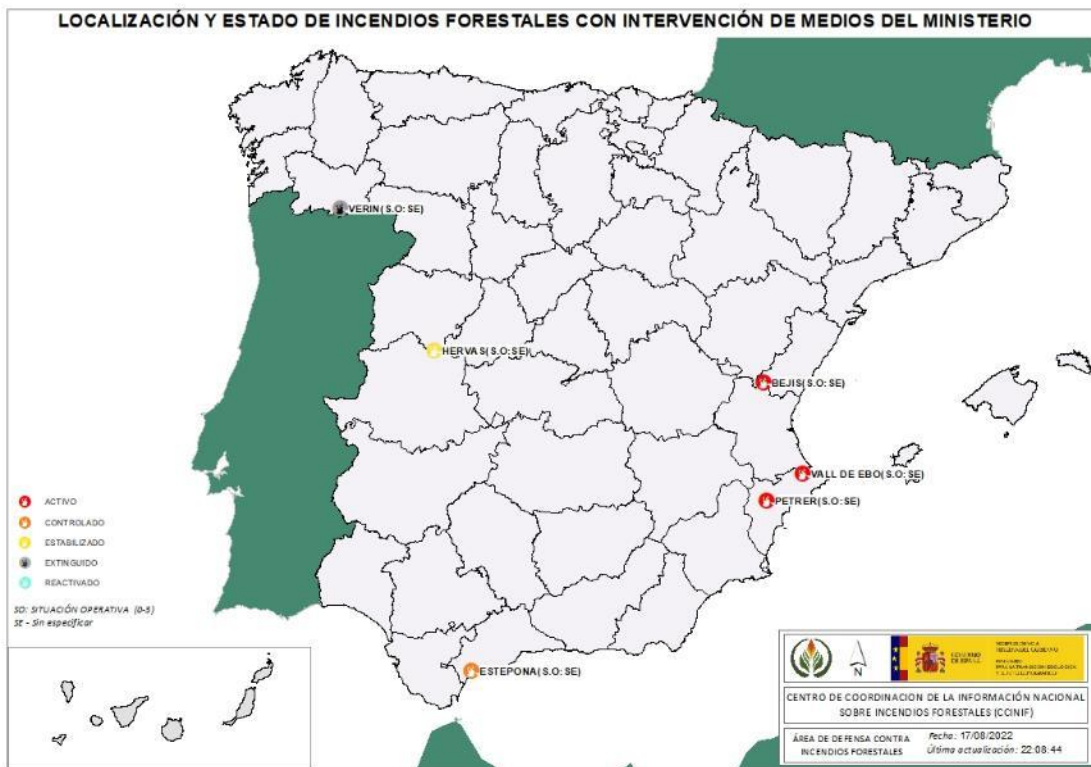 LOCALIZACIÓN Y ESTADO DE INCENDIOS FORESTALES CON INTERVENCIÓN DE MEDIOS DEL MINISTERIO
VERIN(S.O:SE)
HERVAS(S.O:SE)
BEJIS(S.O:SE)
VALL DE EBO(S.O:SE)
PETRER(S.O:SE)
ESTEPONA(S.O:SE)
ACTIVO
CONTROLADO
ESTABILIZADO
EXTINGUIDO
REACTIVADO
SO: SITUACIÓN OPERATIVA (0-5)
SE - Sin especificar
N
GOBIERNO
DE ESPAÑA
CENTRO DE COORDINACION DE LA INFORMACIÓN NACIONAL
SOBRE INCENDIOS FORESTALES (CCINIF)
ÁREA DE DEFENSA CONTRA
INCENDIOS FORESTALES
Fecha: 17/08/2022
Última actualización: 22:08:44